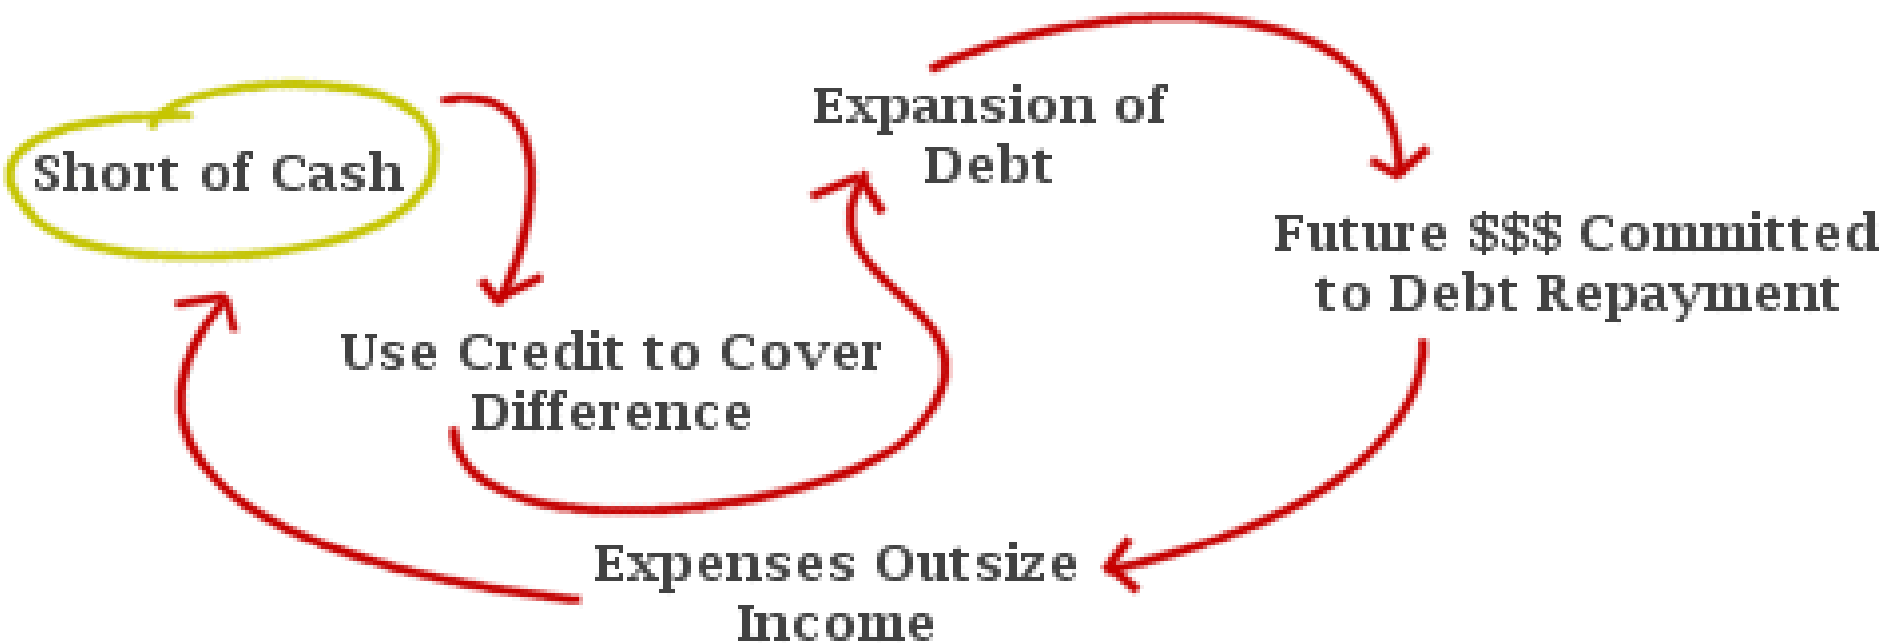 Short of Cash
Use Credit to Cover
Difference
Expansion of
Debt
Future $$$ Committed
to Debt Repayment
Expenses Outsize
Income